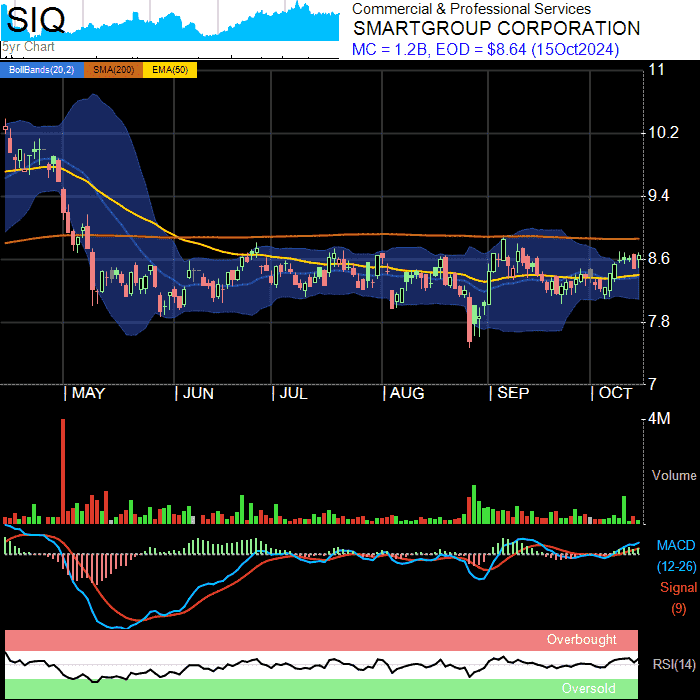 SIQ
5yr Chart
Commercial & Professional Services
SMARTGROUP CORPORATION
MC = 1.2B, EOD = $8.64 (15Oct2024)
BollBands(20,2) SMA(200) EMA(50)
11
10.2
9.4
8.6
7.8
7
| MAY | JUN | JUL | AUG | SEP | OCT
4M
Volume
MACD
(12-26)
Signal
(9)
Overbought
RSI(14)
Oversold